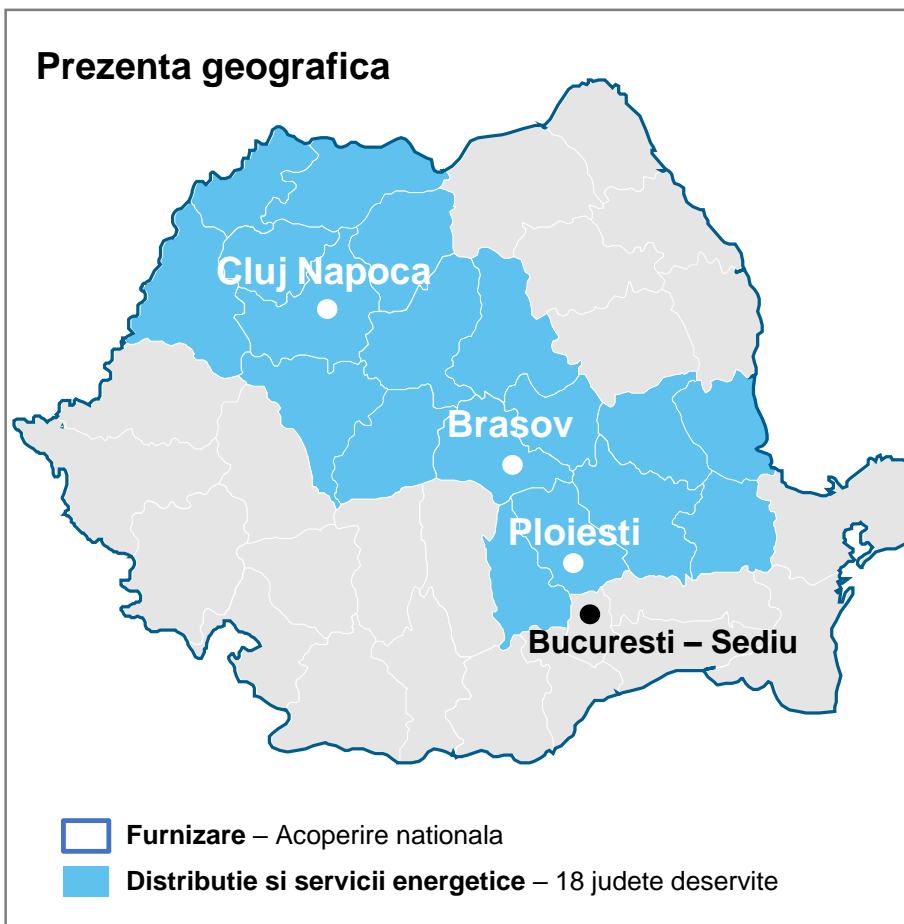 Prezenta geografica
Cluj Napoca
Brasov
Ploiesti
Bucuresti – Sediu
Furnizare – Acoperire nationala
Distributie si servicii energetice – 18 judete deservite